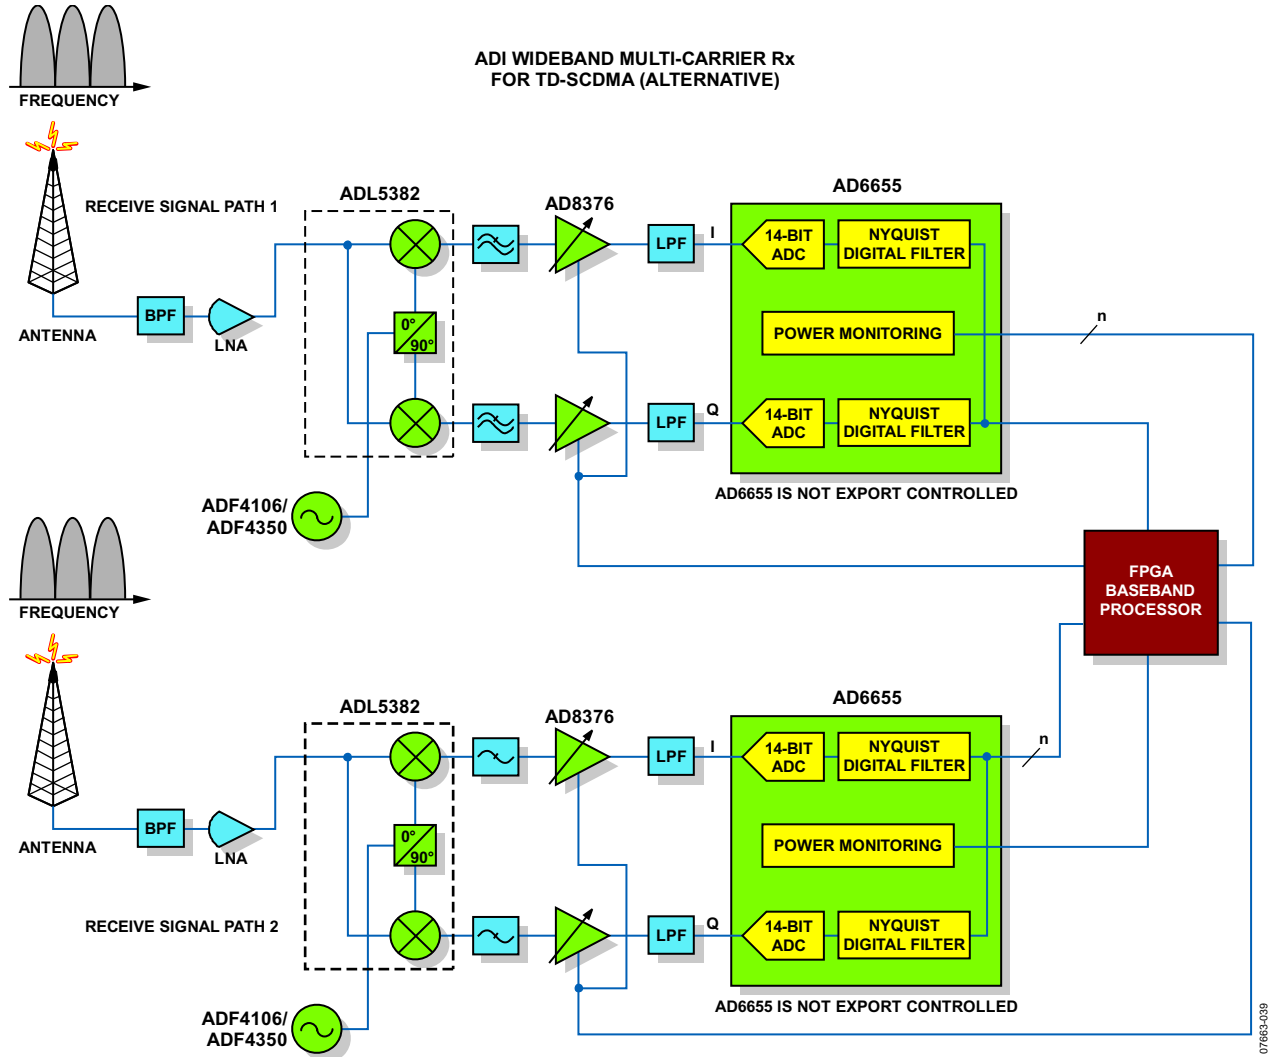 ADI WIDEBAND MULTI-CARRIER Rx
FOR TD-SCDMA (ALTERNATIVE)
FREQUENCY
RECEIVE SIGNAL PATH 1
ANTENNA
BPF
LNA
ADL5382
0°
90°
ADF4106/
ADF4350
AD8376
LPF
I
LPF
Q
AD6655
14-BIT
ADC
NYQUIST
DIGITAL FILTER
POWER MONITORING
14-BIT
ADC
NYQUIST
DIGITAL FILTER
AD6655 IS NOT EXPORT CONTROLLED
n
FPGA
BASEBAND
PROCESSOR
FREQUENCY
ANTENNA
BPF
LNA
RECEIVE SIGNAL PATH 2
ADL5382
0°
90°
ADF4106/
ADF4350
AD8376
LPF
I
LPF
Q
AD6655
14-BIT
ADC
NYQUIST
DIGITAL FILTER
POWER MONITORING
14-BIT
ADC
NYQUIST
DIGITAL FILTER
AD6655 IS NOT EXPORT CONTROLLED
n
07663-039